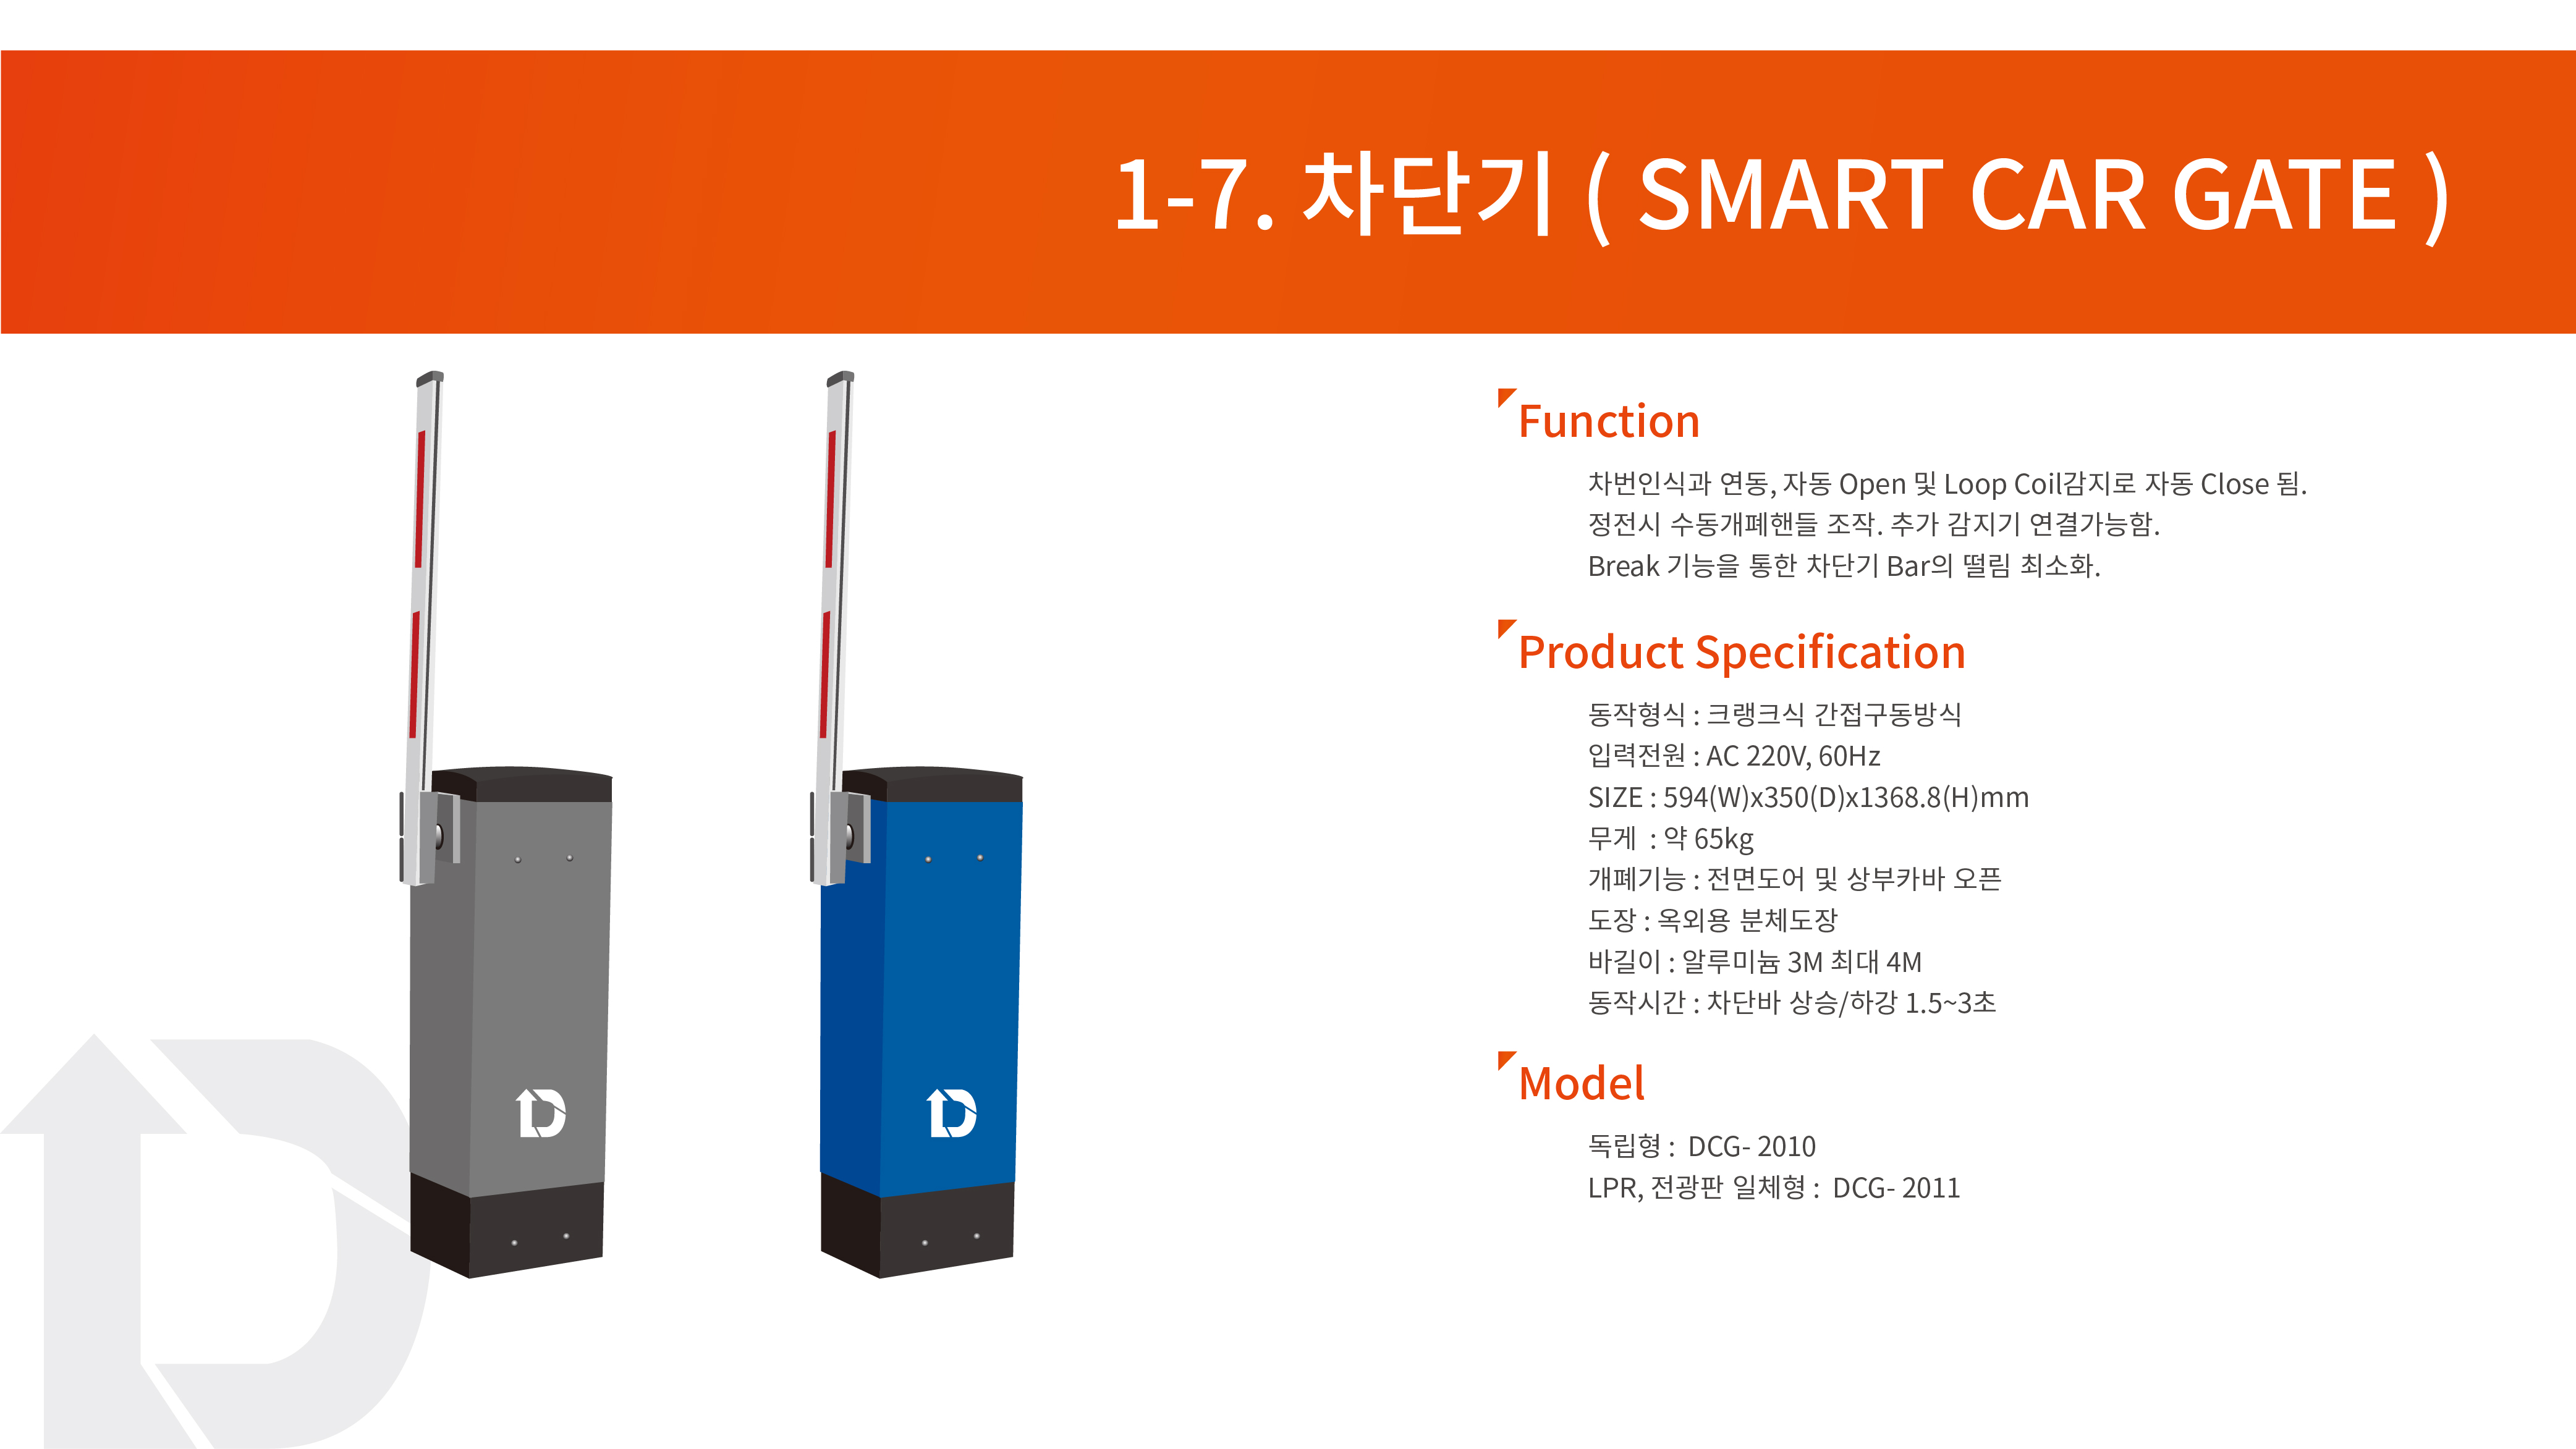 1-7. 차단기 ( SMART CAR GATE )
Function
차번인식과 연동, 자동 Open 및 Loop Coil감지로 자동 Close 됨.
정전시 수동개폐핸들 조작. 추가 감지기 연결가능함.
Break 기능을 통한 차단기 Bar의 떨림 최소화.
Product Specification
동작형식 : 크랭크식 간접구동방식
입력전원 : AC 220V, 60Hz
SIZE : 594(W)x350(D)x1368.8(H)mm
무게 : 약 65kg
개폐기능 : 전면도어 및 상부카바 오픈
도장 : 옥외용 분체도장
바길이 : 알루미늄 3M 최대 4M
동작시간 : 차단바 상승/하강 1.5~3초
Model
독립형 : DCG- 2010
LPR, 전광판 일체형 : DCG- 2011